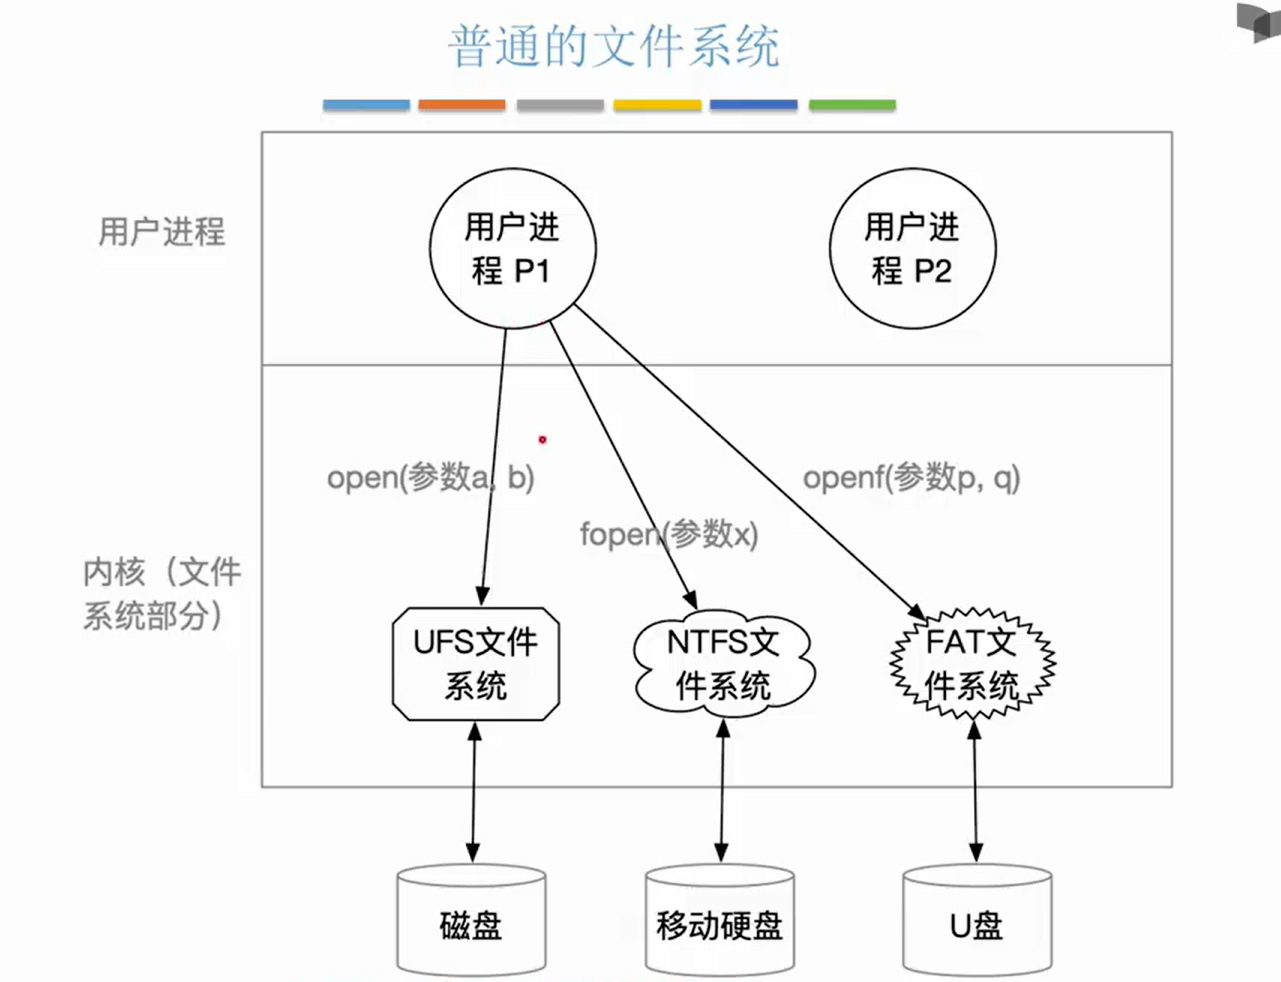 普通的文件系统
用户进程
用户进
程 P1
用户进
程 P2
open(参数a, b)
openf(参数p, q)
fopen(参数x)
内核（文件
系统部分）
UFS文件
系统
NTFS文
件系统
FAT文
件系统
磁盘
移动硬盘
U盘